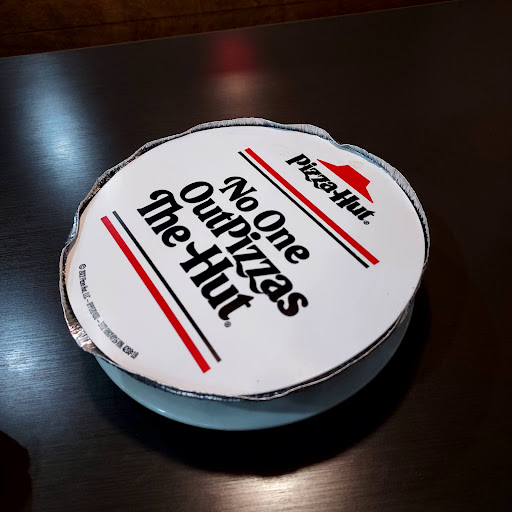 Pizza Hut®
No One
OutPizzas
The Hut®